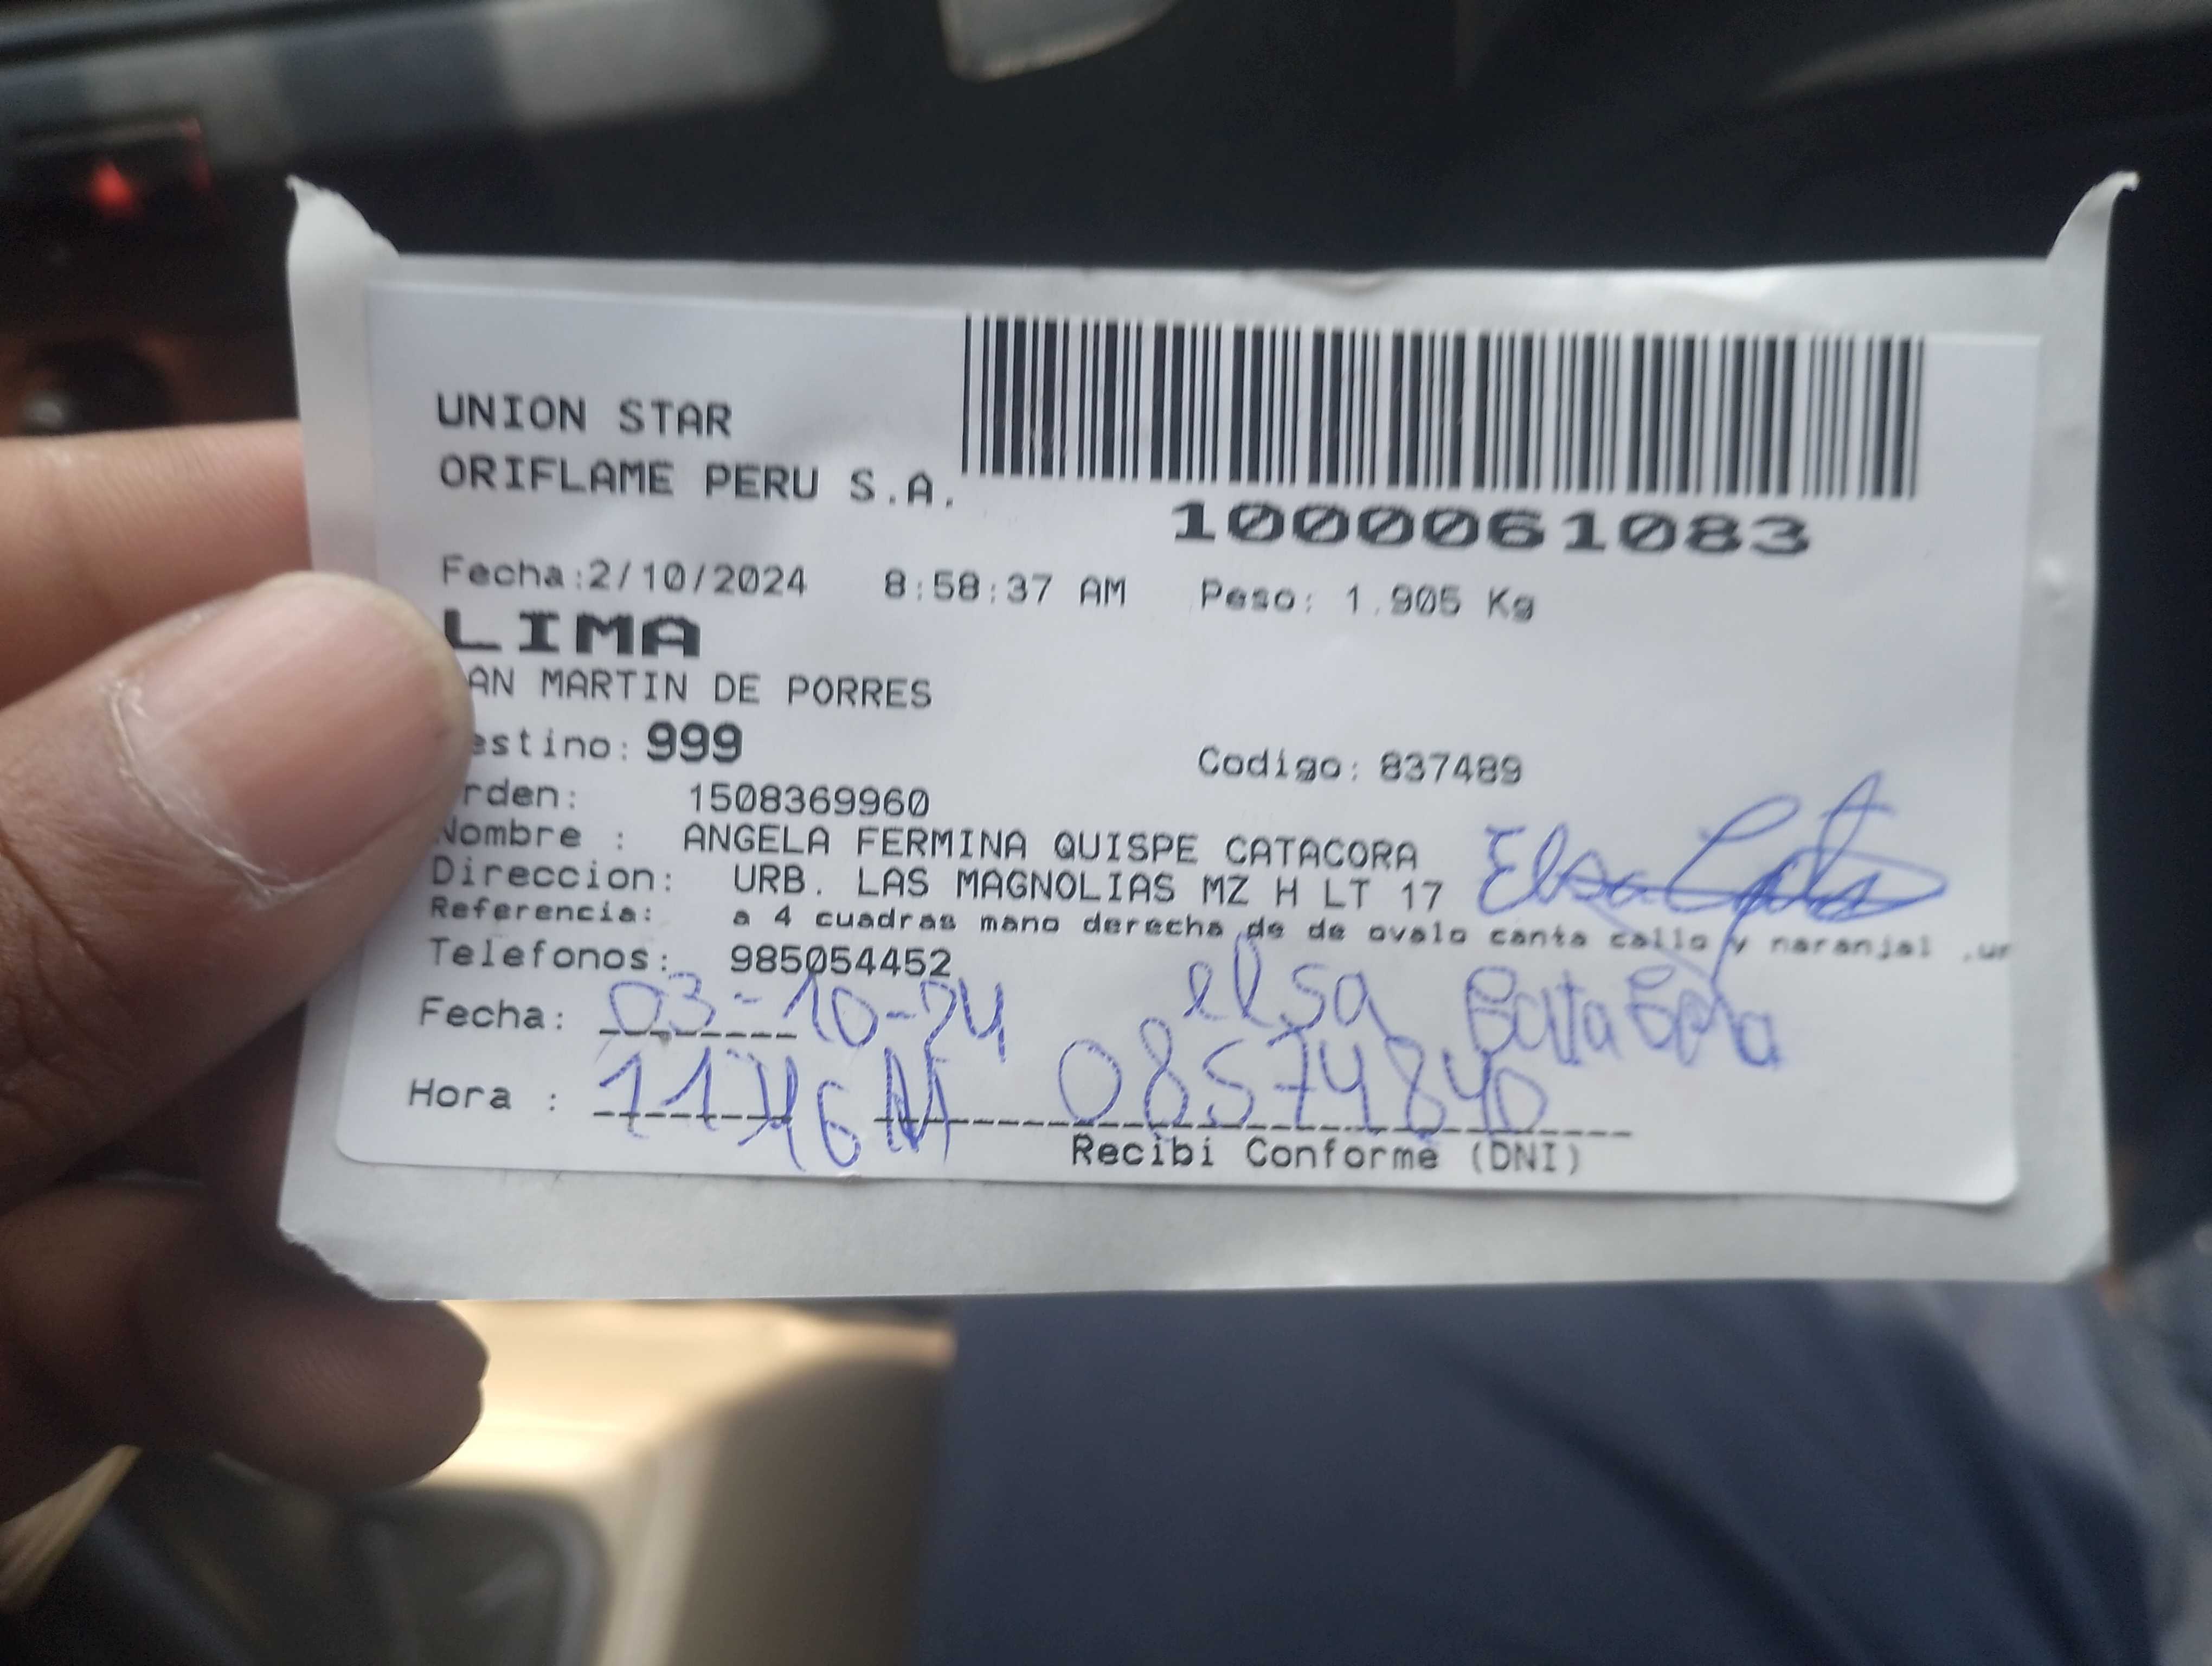 UNION STAR
ORIFLAME PERU S.A.
1000061083
Fecha:2/10/2024 8:58:37 AM Peso: 1.905 Kg
LIMA
AN MARTIN DE PORRES
estino: 999 Codigo: 837489
rden: 1508369960
Nombre : ANGELA FERMINA QUISPE CATACORA
Direccion: URB. LAS MAGNOLIAS MZ H LT 17
Referencia: a 4 cuadras mano derecha de de ovalo canta callo y naranjal .ur
Telefonos: 985054452
Fecha: 03-10-24 elsa Catacora
Hora : 11 46 08574840
Recibi Conforme (DNI)